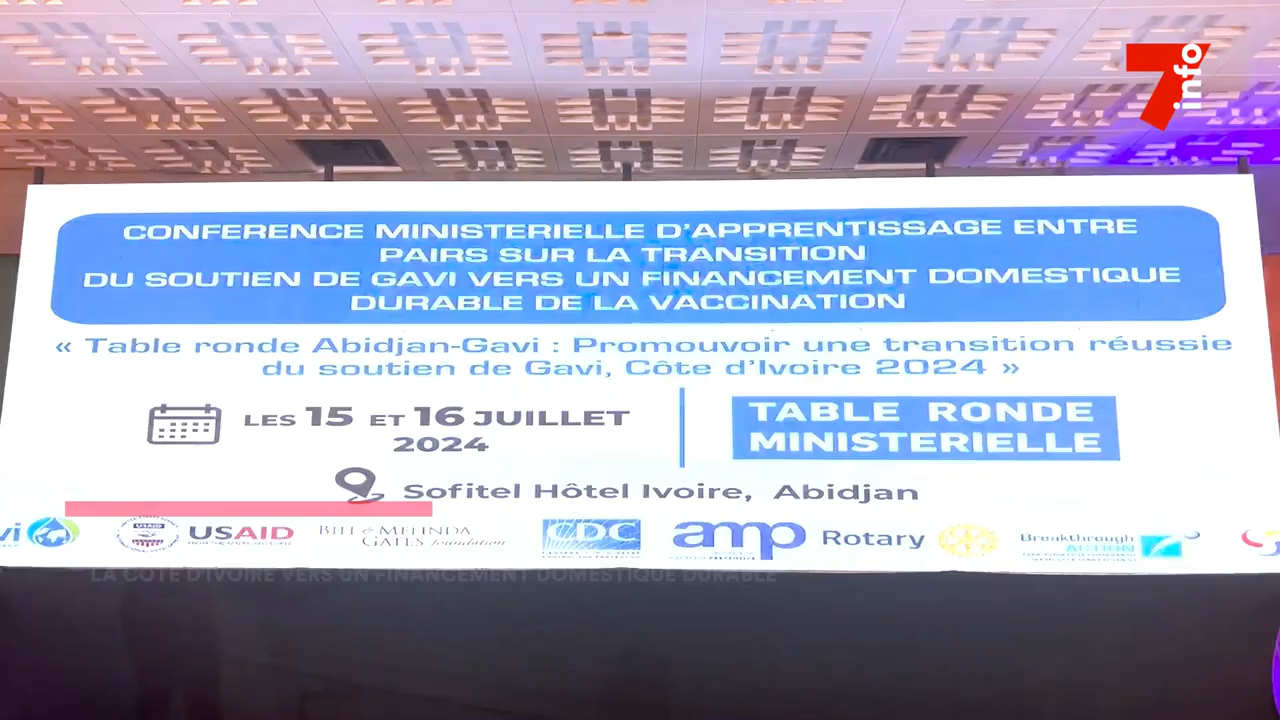 7info
CONFERENCE MINISTERIELLE D'APPRENTISSAGE ENTRE
PAIRS SUR LA TRANSITION
DU SOUTIEN DE GAVI VERS UN FINANCEMENT DOMESTIQUE
DURABLE DE LA VACCINATION
« Table ronde Abidjan-Gavi : Promouvoir une transition réussie
du soutien de Gavi, Côte d'Ivoire 2024 »
LES 15 ET 16 JUILLET
2024
TABLE RONDE
MINISTERIELLE
Sofitel Hôtel Ivoire, Abidjan
vi
USAID
USAID
BILL & MELINDA
GATES foundation
CDC
amp
Rotary
Breakthrough
ACTION
LA CÔTE D'IVOIRE VERS UN FINANCEMENT DOMESTIQUE DURABLE